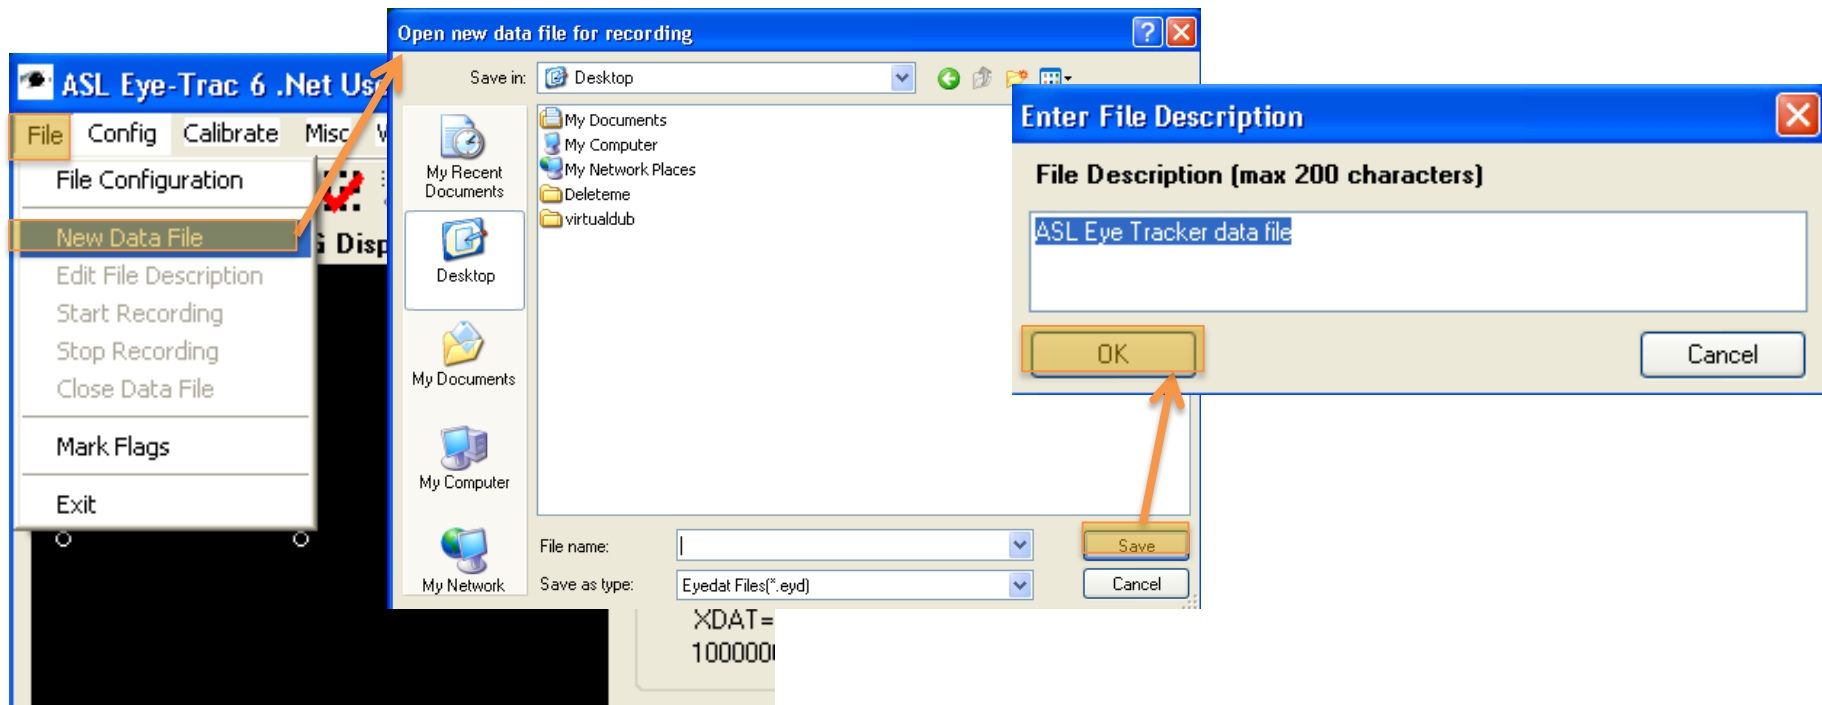 ASL Eye-Trac 6 .Net Use
File Config Calibrate Misc
File Configuration
New Data File
Edit File Description
Start Recording
Stop Recording
Close Data File
Mark Flags
Exit
G Disp
Open new data file for recording
Save in: Desktop
My Recent Documents
Desktop
My Documents
My Computer
My Network
My Documents
My Computer
My Network Places
Deleteme
virtualdub
File name:
Save
Save as type: Eyedat Files(*.eyd)
Cancel
XDAT=
100000
Enter File Description
File Description (max 200 characters)
ASL Eye Tracker data file
OK Cancel